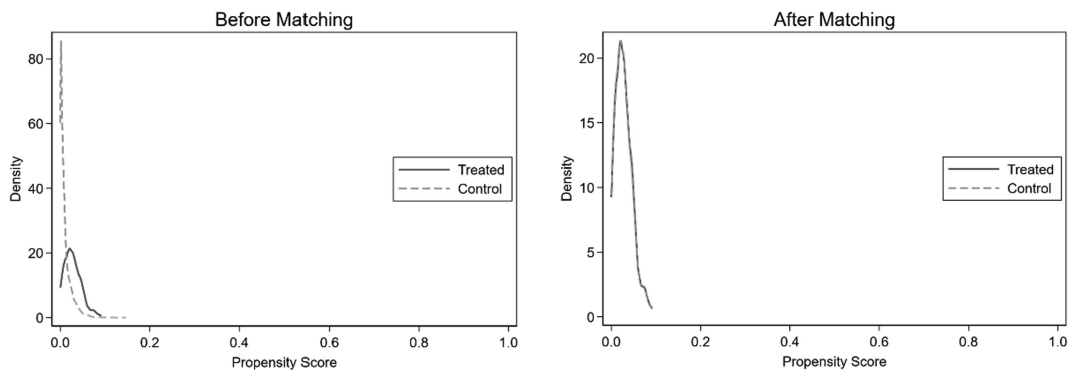 Before Matching
80
60
40
20
0
Density
0.0 0.2 0.4 0.6 0.8 1.0
Propensity Score
Treated
Control
After Matching
20
15
10
5
0
Density
0.0 0.2 0.4 0.6 0.8 1.0
Propensity Score
Treated
Control